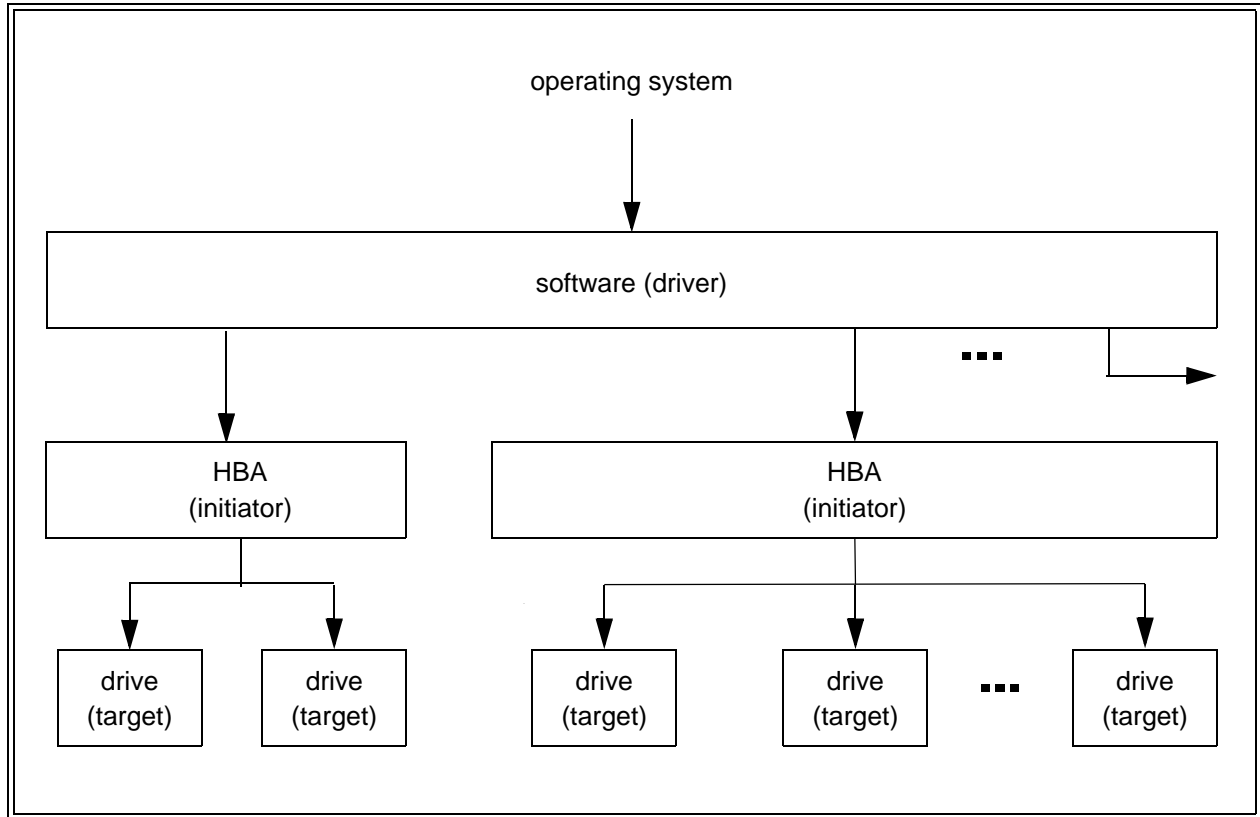 operating system
software (driver)
...
HBA
(initiator)
HBA
(initiator)
drive
(target)
drive
(target)
drive
(target)
drive
(target)
...
drive
(target)